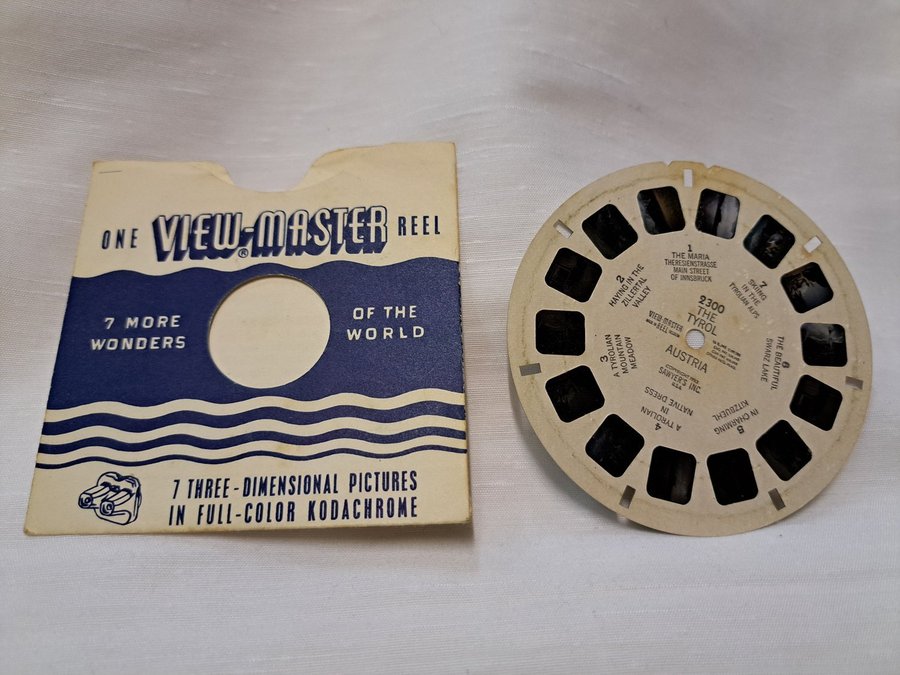 ONE VIEW-MASTER® REEL
7 MORE
WONDERS
OF THE
WORLD
7 THREE-DIMENSIONAL PICTURES
IN FULL-COLOR KODACHROME
1
THE MARIA
THERESIENSTRASSE
MAIN STREET
OF INNSBRUCK
2
HAYING IN THE
ZILLERTAL
VALLEY
3
A TYROLIAN
MOUNTAIN
MEADOW
4
A TYROLIAN
IN
NATIVE DRESS
5
IN CHARMING
KITZBUEHL
6
THE BEAUTIFUL
SWARZ LAKE
7
SKIING
IN THE
TYROLIAN ALPS
2300
THE
TYROL
AUSTRIA
VIEW-MASTER
SAWYER'S INC